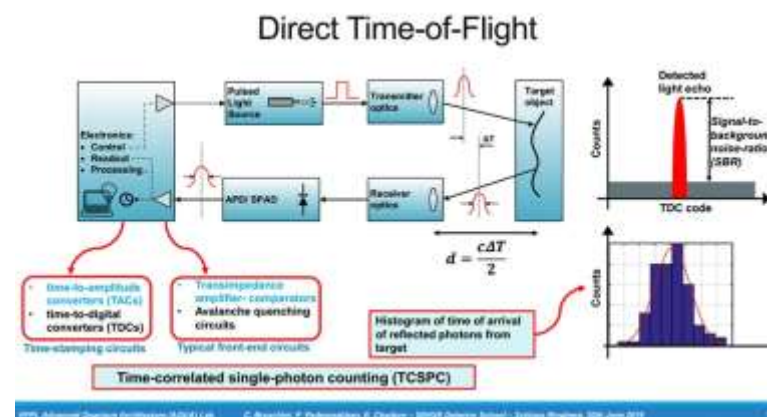 Direct Time-of-Flight
Pulsed
Light
Source
Transmitter
optics
Target
object
Electronics:
• Control
• Readout
• Processing
ΔT
APD/ SPAD
Receiver
optics
d = cΔT
2
Counts
Detected
light echo
Signal-to-
background
noise-ratio
(SBR)
TDC code
• time-to-amplitude
converters (TACs)
• time-to-digital
converters (TDCs)
Time-stamping circuits
• Transimpedance
amplifier- comparators
• Avalanche quenching
circuits
Typical front-end circuits
Histogram of time of arrival
of reflected photons from
target
Counts
Time-correlated single-photon counting (TCSPC)